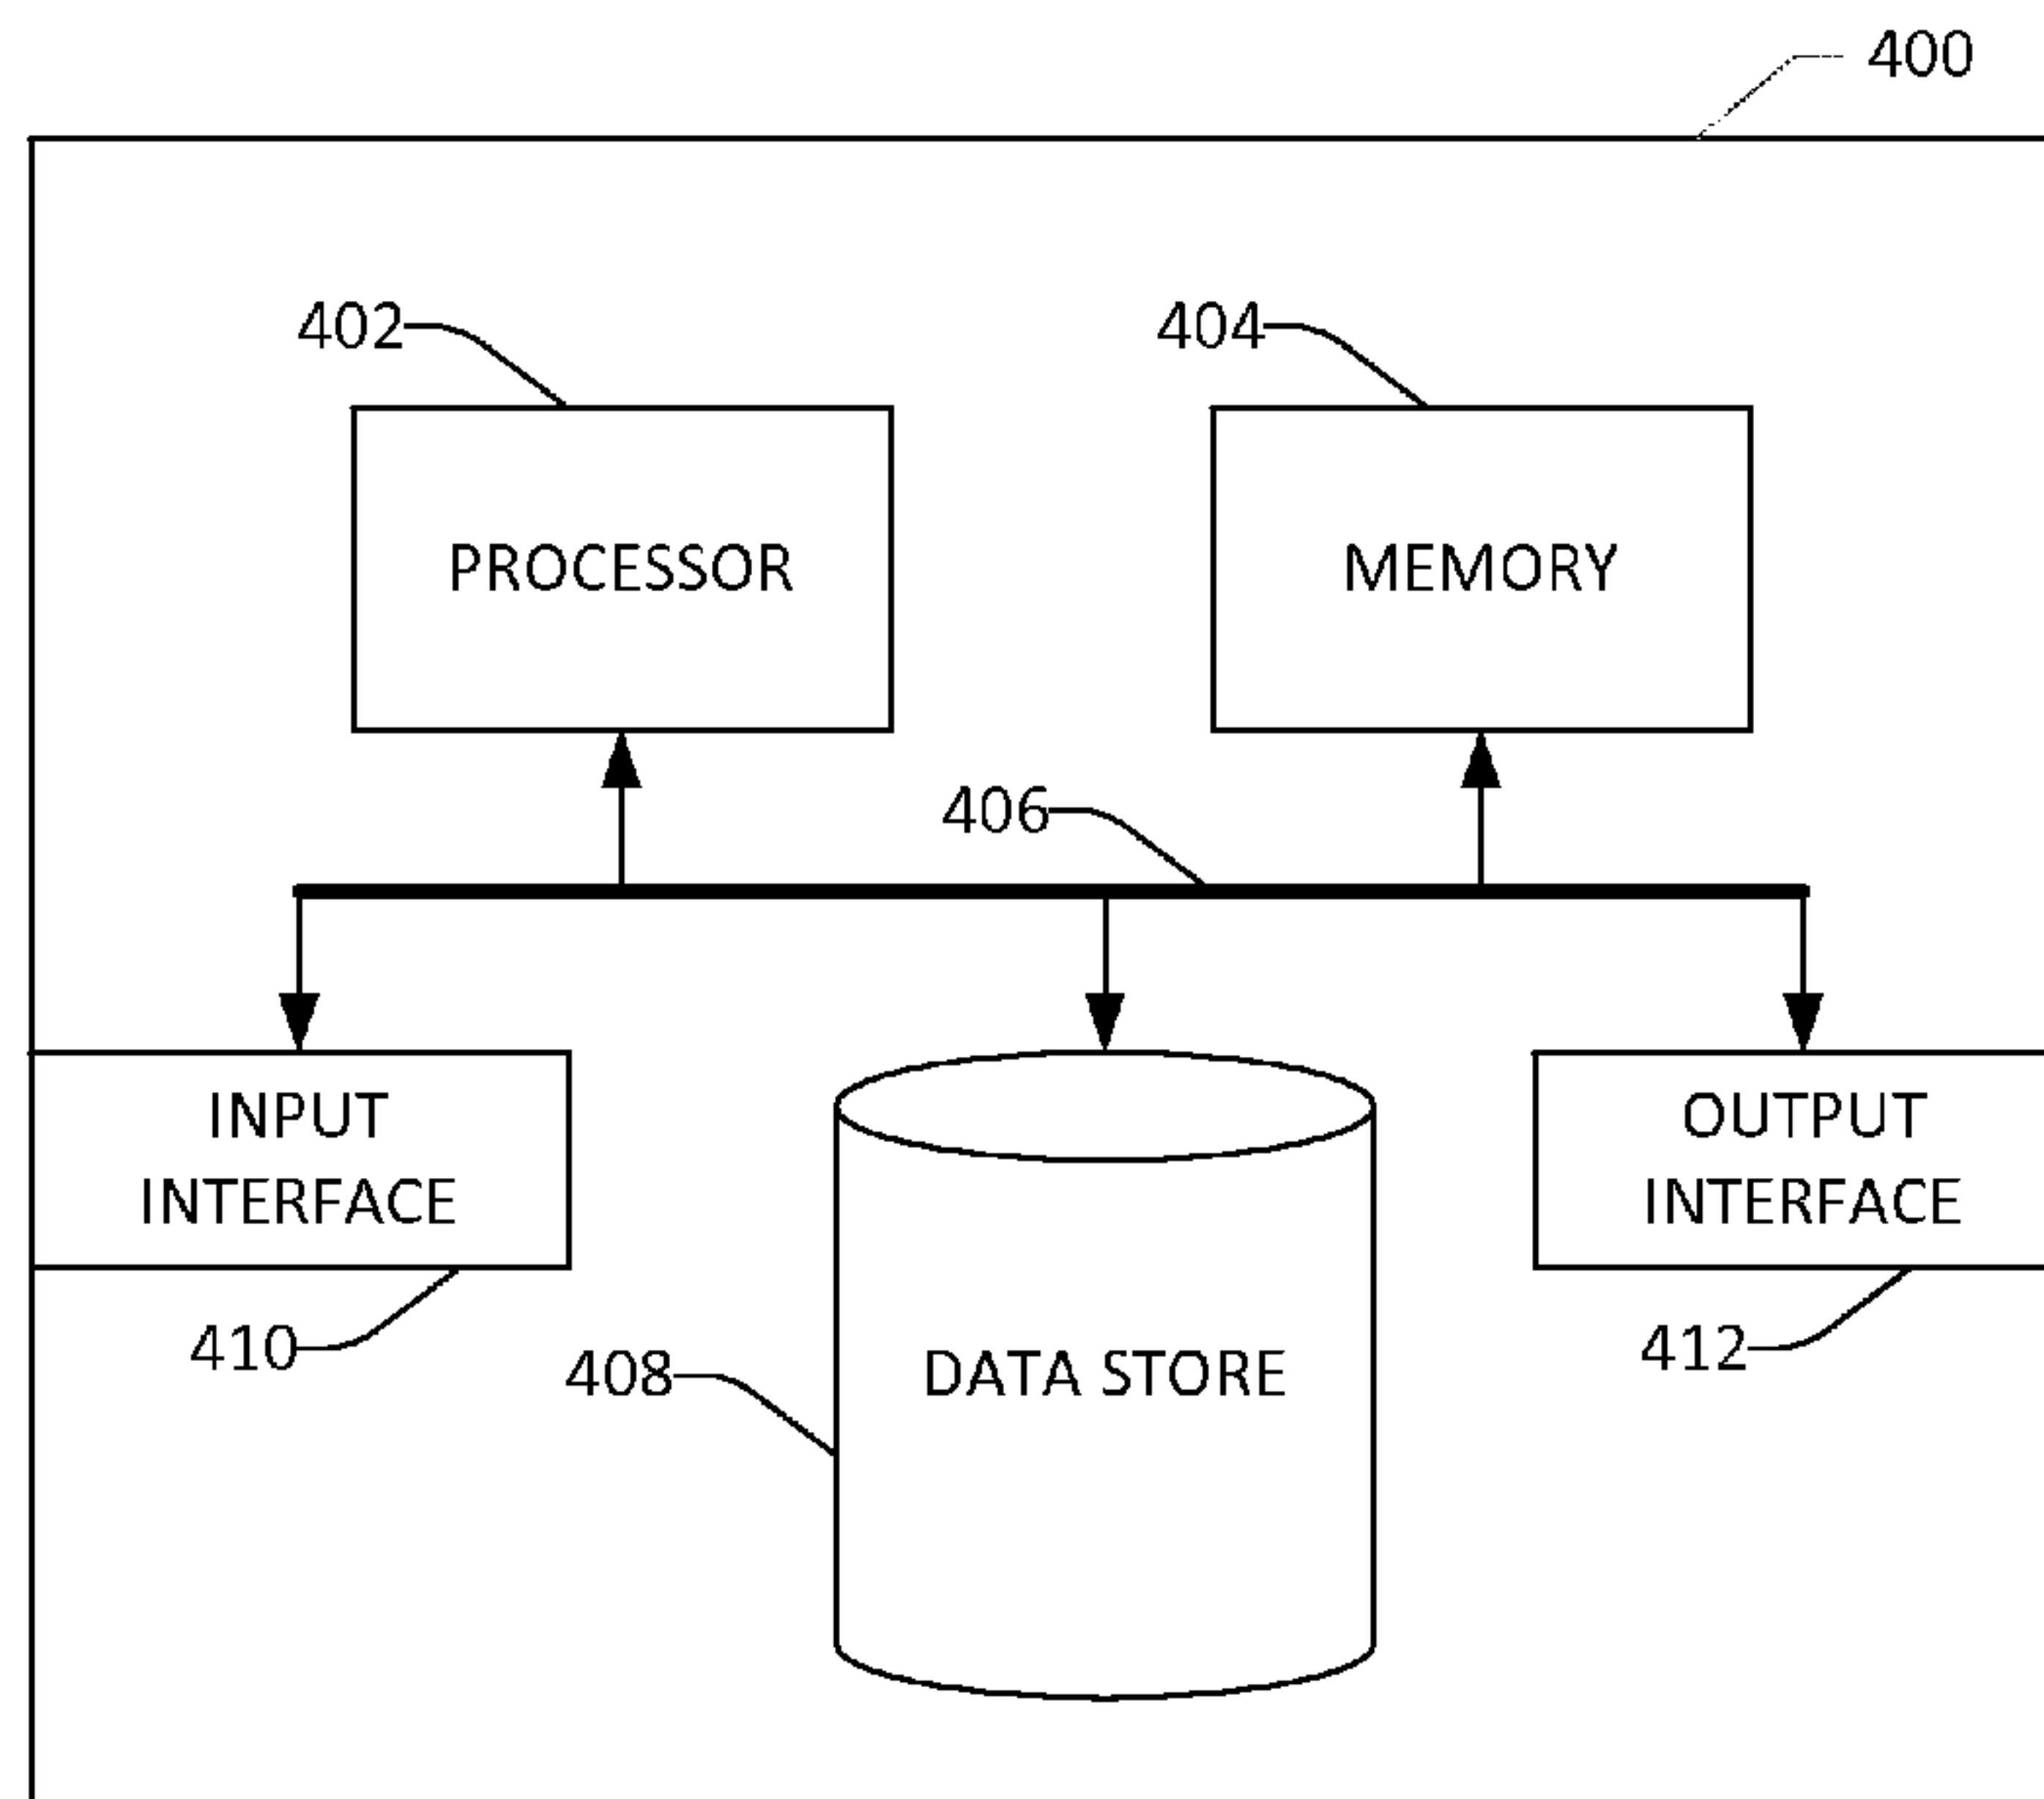 400
402
404
PROCESSOR
MEMORY
406
INPUT
INTERFACE
OUTPUT
INTERFACE
410
408
DATA STORE
412